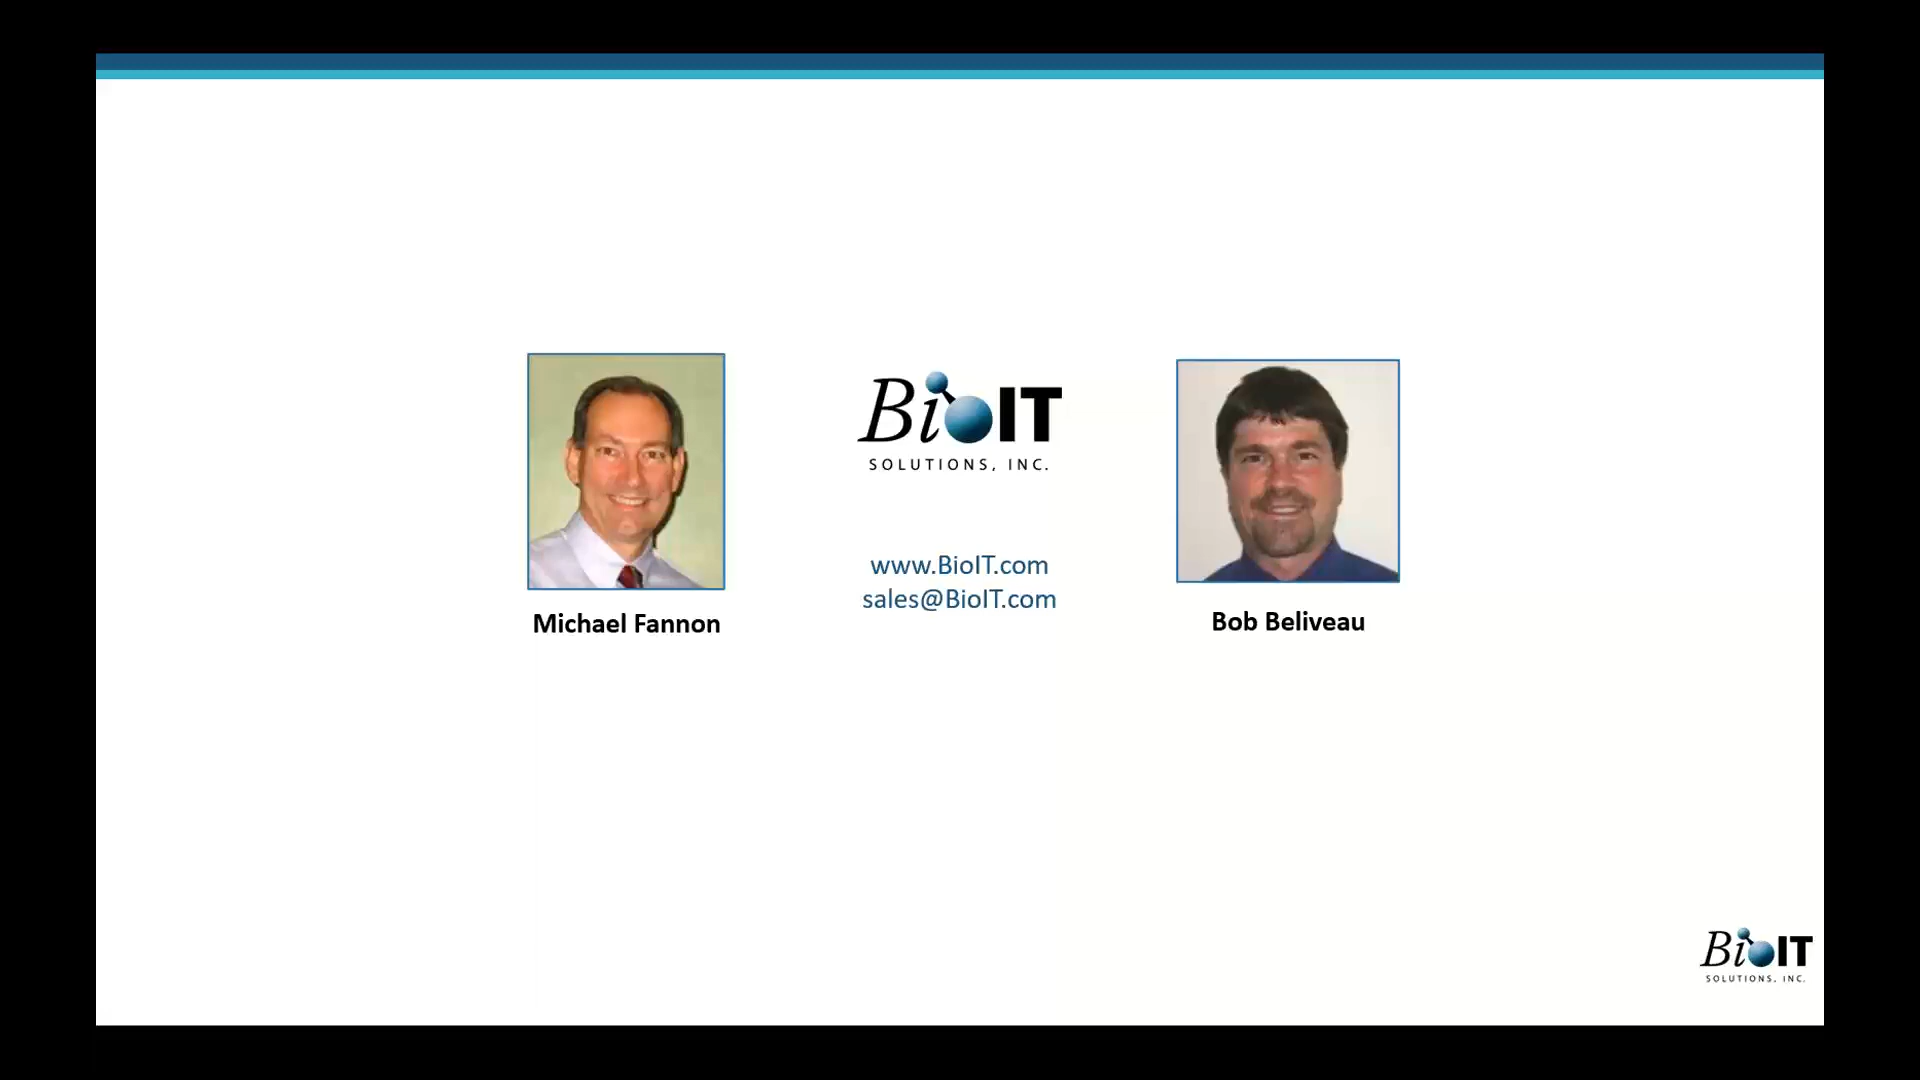 BioIT
SOLUTIONS, INC.
www.BioIT.com
sales@BioIT.com
Michael Fannon
Bob Beliveau
BioIT
SOLUTIONS, INC.